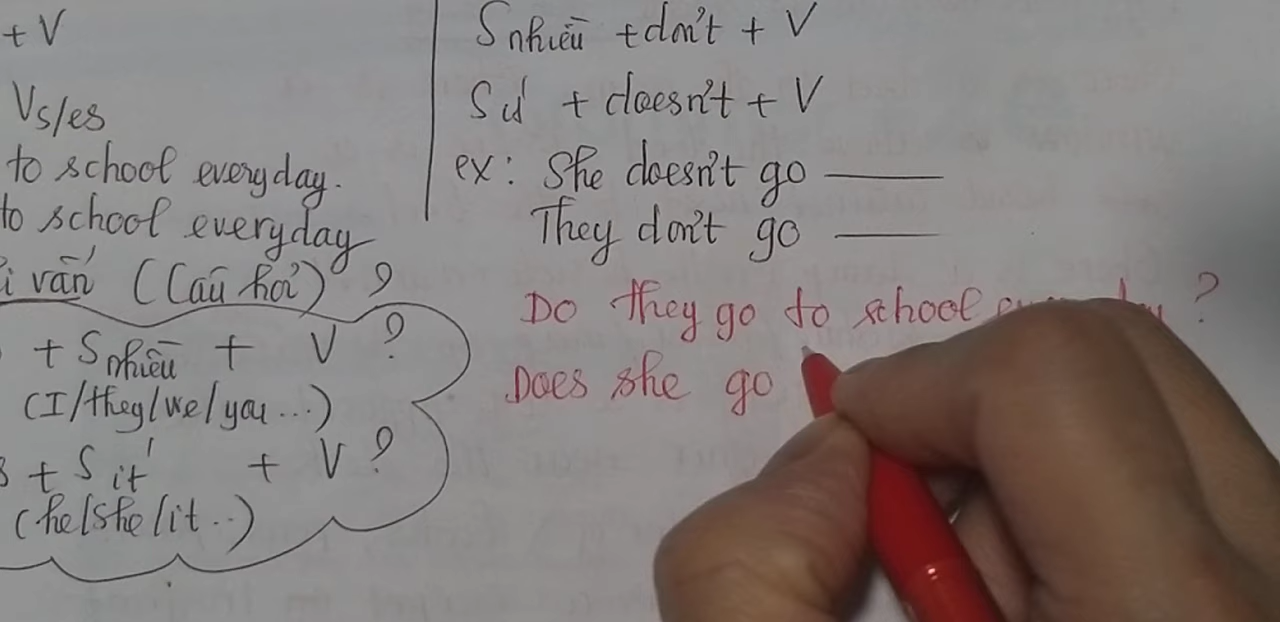 + V
Vs/es
to school everyday.
to school everyday
vấn (Câu hỏi) ?
+ S nhiều + V ?
(I/they/we/you...)
+ S ít + V ?
(he/she/it..)
S nhiều + don't + V
S ít + doesn't + V
ex: She doesn't go
They don't go
Do they go to school ?
Does she go